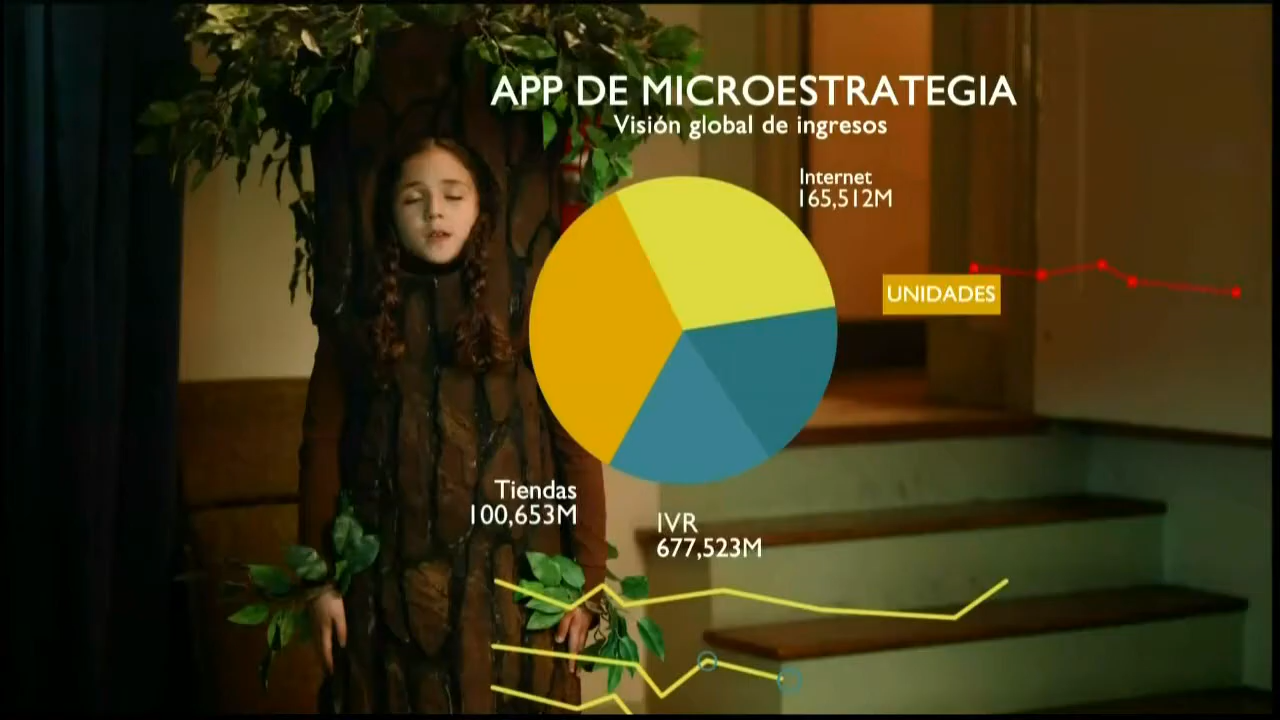 APP DE MICROESTRATEGIA
Visión global de ingresos
Internet
165,512M
UNIDADES
Tiendas
100,653M
IVR
677,523M